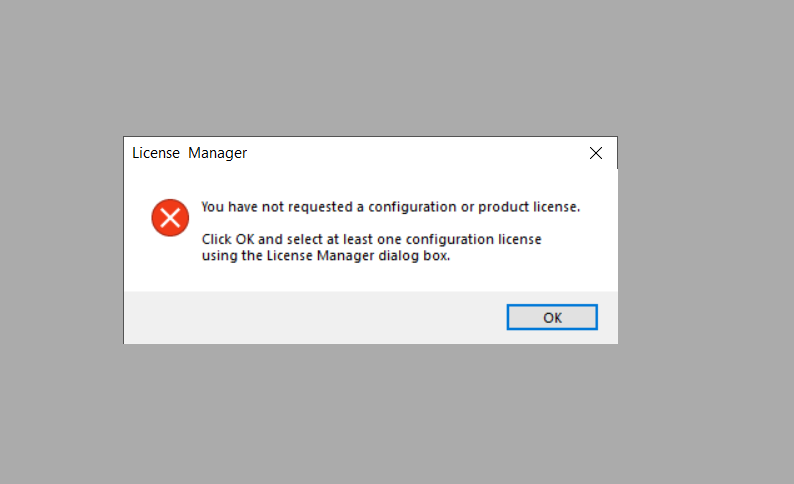 License Manager
You have not requested a configuration or product license.
Click OK and select at least one configuration license
using the License Manager dialog box.
OK